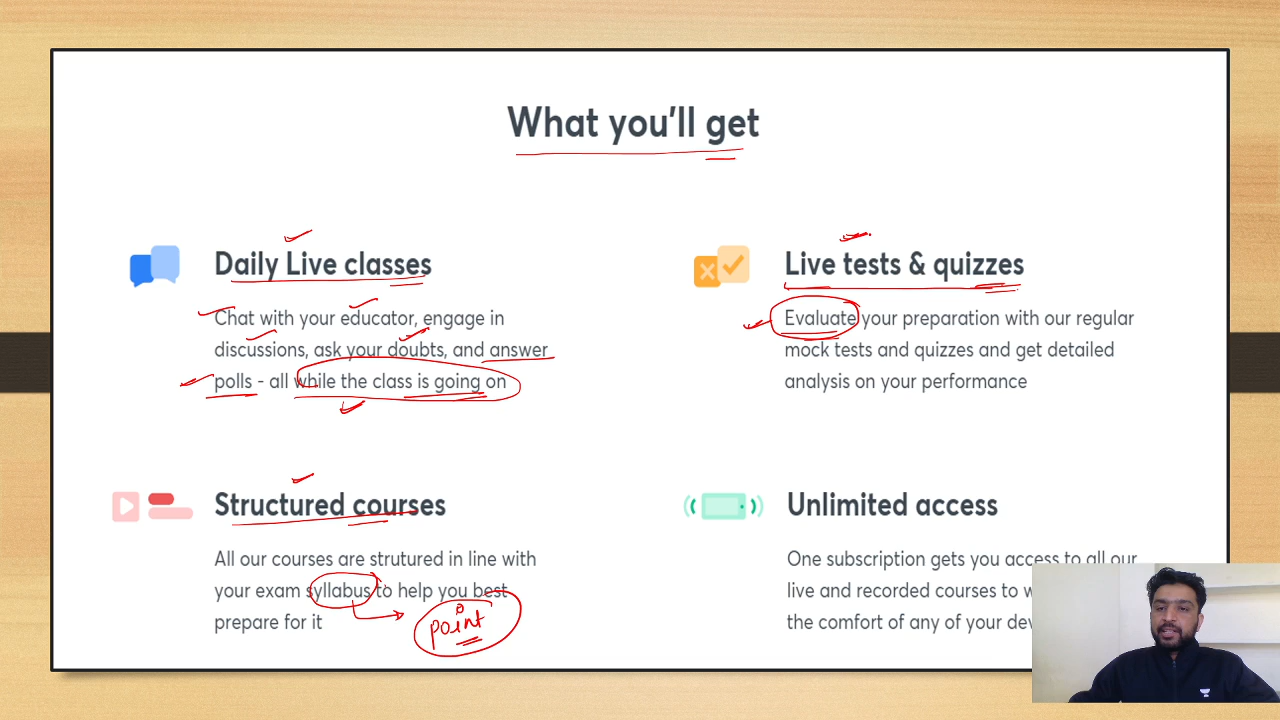 What you'll get
Daily Live classes
Chat with your educator, engage in
discussions, ask your doubts, and answer
polls - all while the class is going on
Live tests & quizzes
Evaluate your preparation with our regular
mock tests and quizzes and get detailed
analysis on your performance
Structured courses
All our courses are strutured in line with
your exam syllabus to help you best
prepare for it
point
Unlimited access
One subscription gets you access to all our
live and recorded courses to
the comfort of any of your